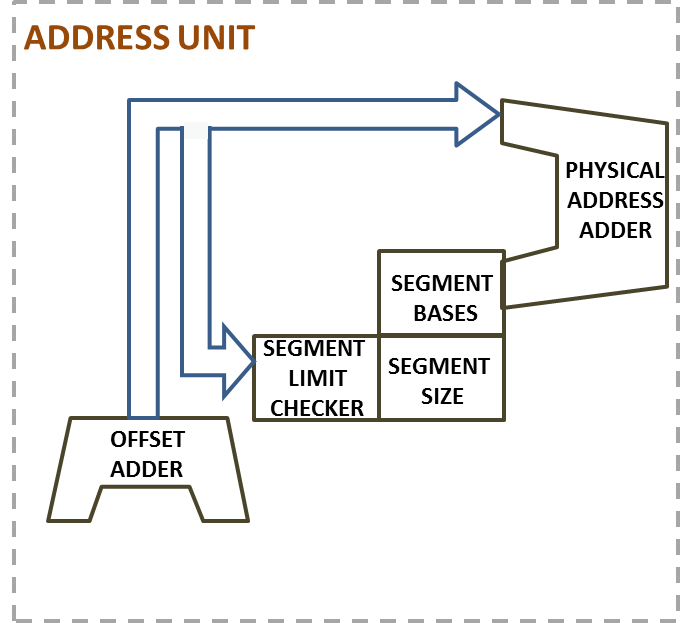 ADDRESS UNIT
PHYSICAL
ADDRESS
ADDER
SEGMENT
BASES
SEGMENT
LIMIT
CHECKER
SEGMENT
SIZE
OFFSET
ADDER